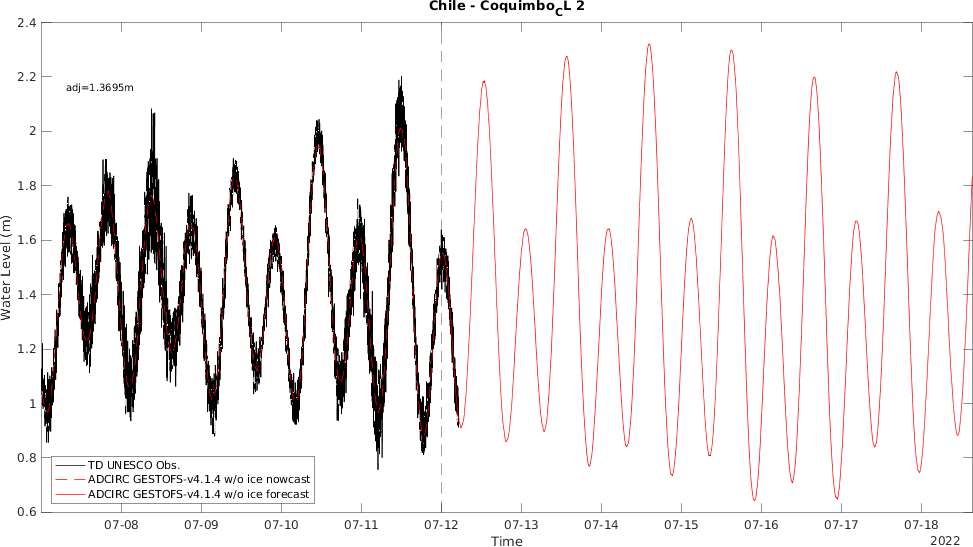 Chile - Coquimbo_CL 2
adj=1.3695m
Water Level (m)
2.4
2.2
2
1.8
1.6
1.4
1.2
1
0.8
0.6
TD UNESCO Obs.
ADCIRC GESTOFS-v4.1.4 w/o ice nowcast
ADCIRC GESTOFS-v4.1.4 w/o ice forecast
07-08 07-09 07-10 07-11 07-12 07-13 07-14 07-15 07-16 07-17 07-18
Time
2022